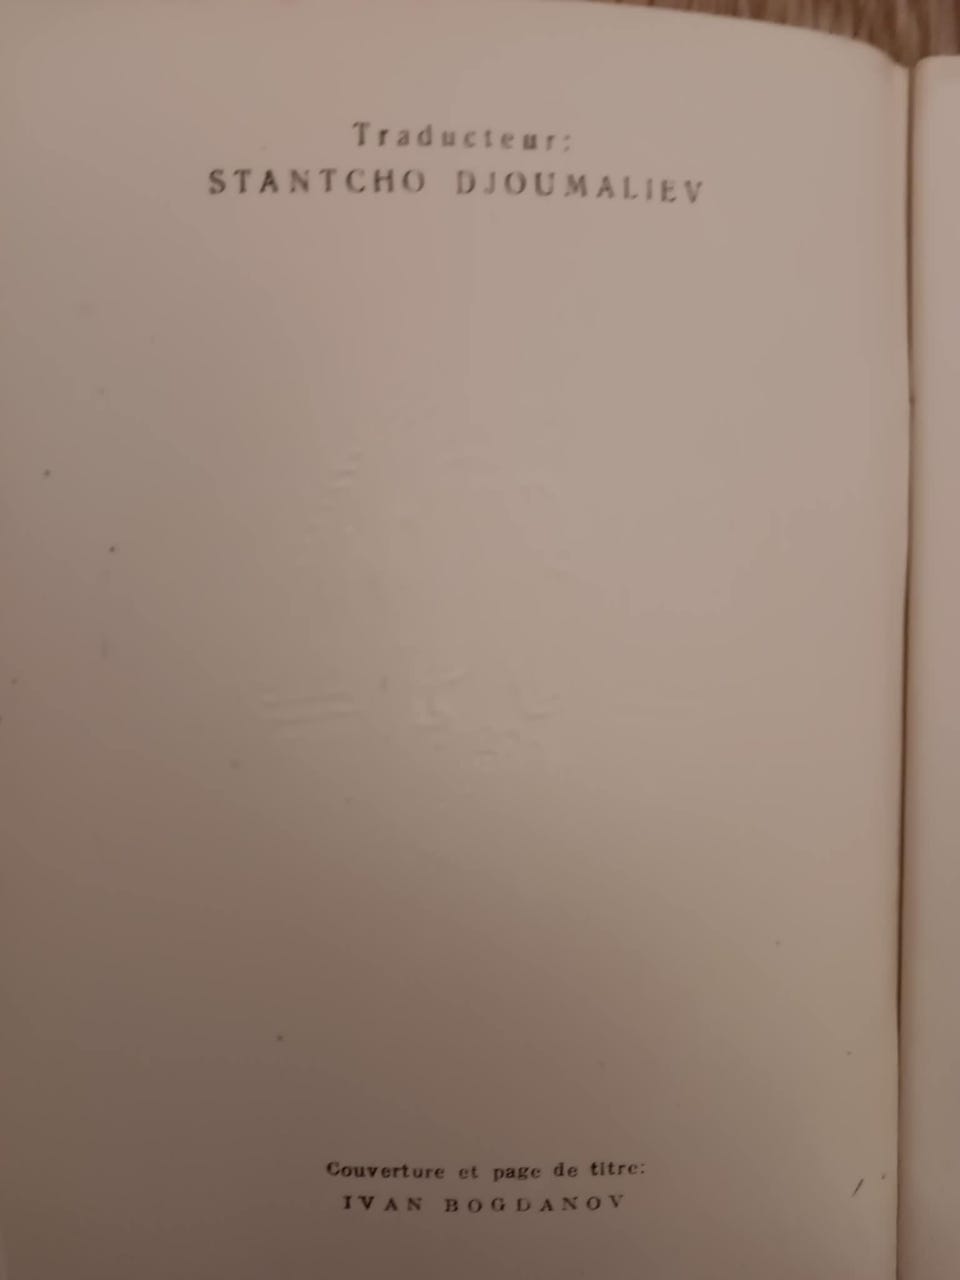 Traducteur:
STANTCHO DJOUMALIEV
Couverture et page de titre:
IVAN BOGDANOV